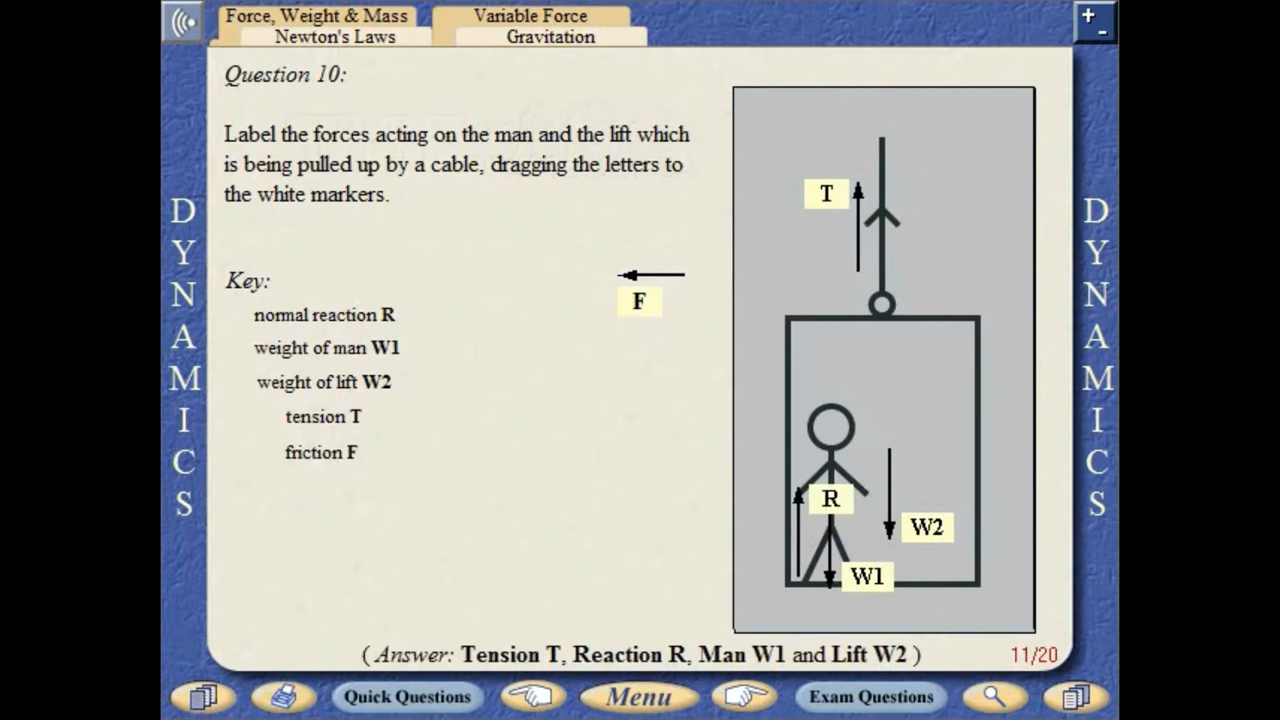 Force, Weight & Mass
Variable Force
Newton's Laws
Gravitation
+
-
Question 10:
Label the forces acting on the man and the lift which
is being pulled up by a cable, dragging the letters to
the white markers.
Key:
normal reaction R
weight of man W1
weight of lift W2
tension T
friction F
F
T
R
W2
W1
DYNAMICS
DYNAMICS
( Answer: Tension T, Reaction R, Man W1 and Lift W2 )
11/20
Quick Questions
Menu
Exam Questions